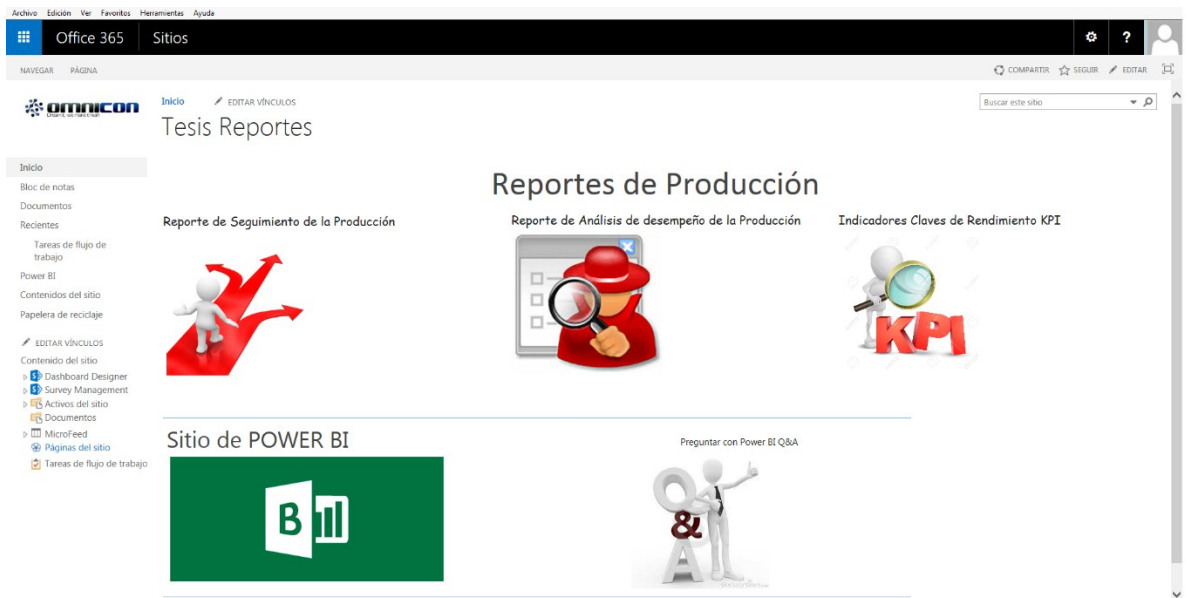 Archivo Edición Ver Favoritos Herramientas Ayuda
Office 365 Sitios ?
NAVEGAR PÁGINA COMPARTIR SEGUIR EDITAR
omnicon
Inicio EDITAR VÍNCULOS
Buscar este sitio
Tesis Reportes
Inicio
Bloc de notas
Documentos
Recientes
Tareas de flujo de
trabajo
Power BI
Contenidos del sitio
Papelera de reciclaje
EDITAR VÍNCULOS
Contenido del sitio
Dashboard Designer
Survey Management
Activos del sitio
Documentos
MicroFeed
Páginas del sitio
Tareas de flujo de trabajo
Reportes de Producción
Reporte de Seguimiento de la Producción
Reporte de Análisis de desempeño de la Producción
Indicadores Claves de Rendimiento KPI
KPI
Sitio de POWER BI
B
Preguntar con Power BI Q&A
Q
&
A